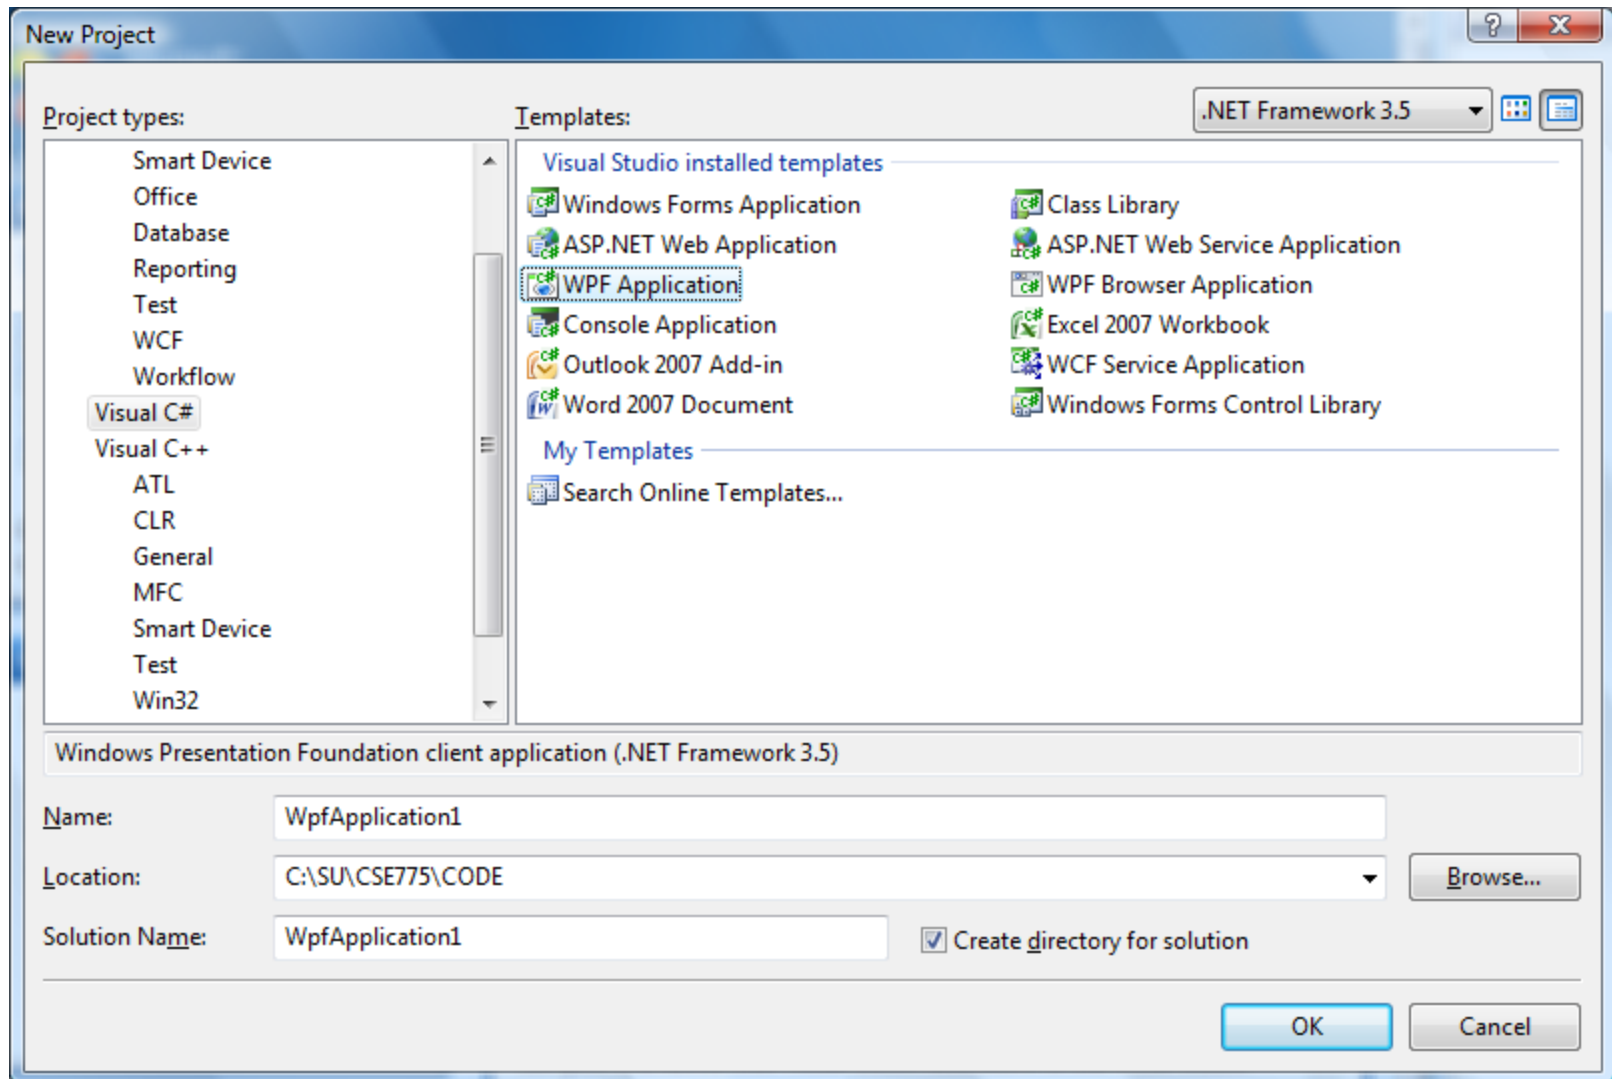 New Project
Project types:
Templates:
.NET Framework 3.5
Smart Device
Office
Database
Reporting
Test
WCF
Workflow
Visual C#
Visual C++
ATL
CLR
General
MFC
Smart Device
Test
Win32
Visual Studio installed templates
Windows Forms Application
Class Library
ASP.NET Web Application
ASP.NET Web Service Application
WPF Application
WPF Browser Application
Console Application
Excel 2007 Workbook
Outlook 2007 Add-in
WCF Service Application
Word 2007 Document
Windows Forms Control Library
My Templates
Search Online Templates...
Windows Presentation Foundation client application (.NET Framework 3.5)
Name:
WpfApplication1
Location:
C:\SU\CSE775\CODE
Browse...
Solution Name:
WpfApplication1
Create directory for solution
OK
Cancel